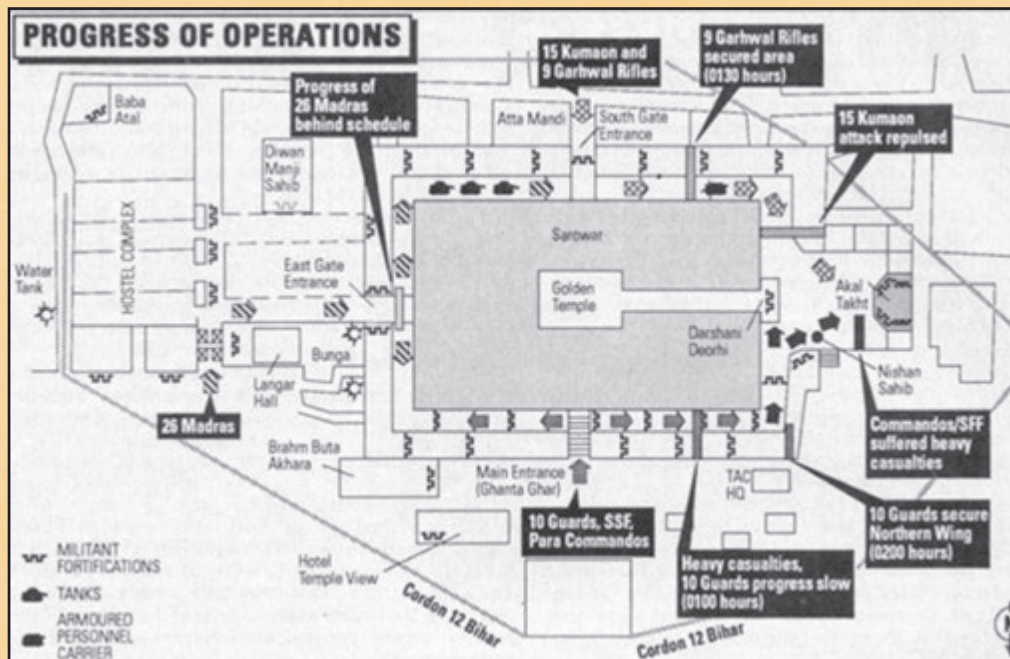 PROGRESS OF OPERATIONS
15 Kumaon and
9 Garhwal Rifles
9 Garhwal Rifles
secured area
(0130 hours)
Progress of
26 Madras
behind schedule
15 Kumaon
attack repulsed
Baba
Atal
Atta Mandi
South Gate
Entrance
Diwan
Manji
Sahib
HOSTEL COMPLEX
Water
Tank
East Gate
Entrance
Sarowar
Golden
Temple
Akal
Takht
Darshani
Deorhi
Bunga
Langar
Hall
Nishan
Sahib
26 Madras
Commandos/SFF
suffered heavy
casualties
Brahm Buta
Akhara
Main Entrance
(Ghanta Ghar)
TAC
HQ
10 Guards, SSF,
Para Commandos
10 Guards secure
Northern Wing
(0200 hours)
Hotel
Temple View
Heavy casualties,
10 Guards progress slow
(0100 hours)
Cordon 12 Bihar
Cordon 12 Bihar
MILITANT
FORTIFICATIONS
TANKS
ARMOURED
PERSONNEL
CARRIER
N